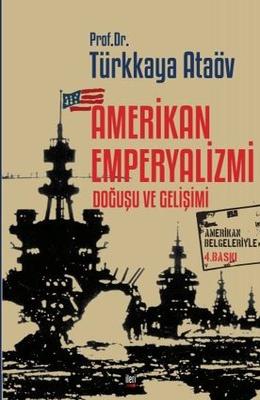 Prof.Dr.
Türkkaya Ataöv
AMERİKAN
EMPERYALİZMİ
DOĞUŞU VE GELİŞİMİ
AMERİKAN
BELGELERİYLE
4.BASKI
ileri